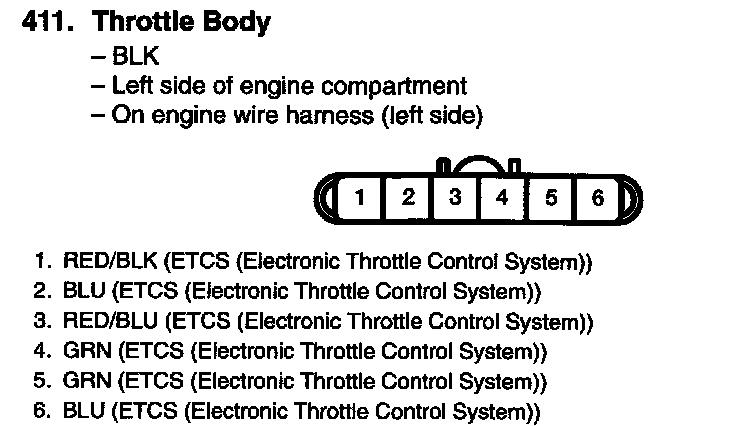 411. Throttle Body
– BLK
– Left side of engine compartment
– On engine wire harness (left side)
1 2 3 4 5 6
1. RED/BLK (ETCS (Electronic Throttle Control System))
2. BLU (ETCS (Electronic Throttle Control System))
3. RED/BLU (ETCS (Electronic Throttle Control System))
4. GRN (ETCS (Electronic Throttle Control System))
5. GRN (ETCS (Electronic Throttle Control System))
6. BLU (ETCS (Electronic Throttle Control System))